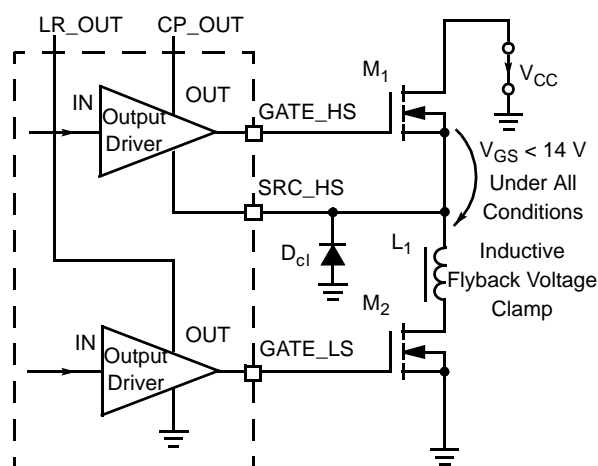 LR_OUT CP_OUT
M1
VCC
IN OUT
Output
Driver
GATE_HS
VGS < 14 V
Under All
Conditions
SRC_HS
Dcl
L1
Inductive
Flyback Voltage
Clamp
M2
IN OUT
Output
Driver
GATE_LS